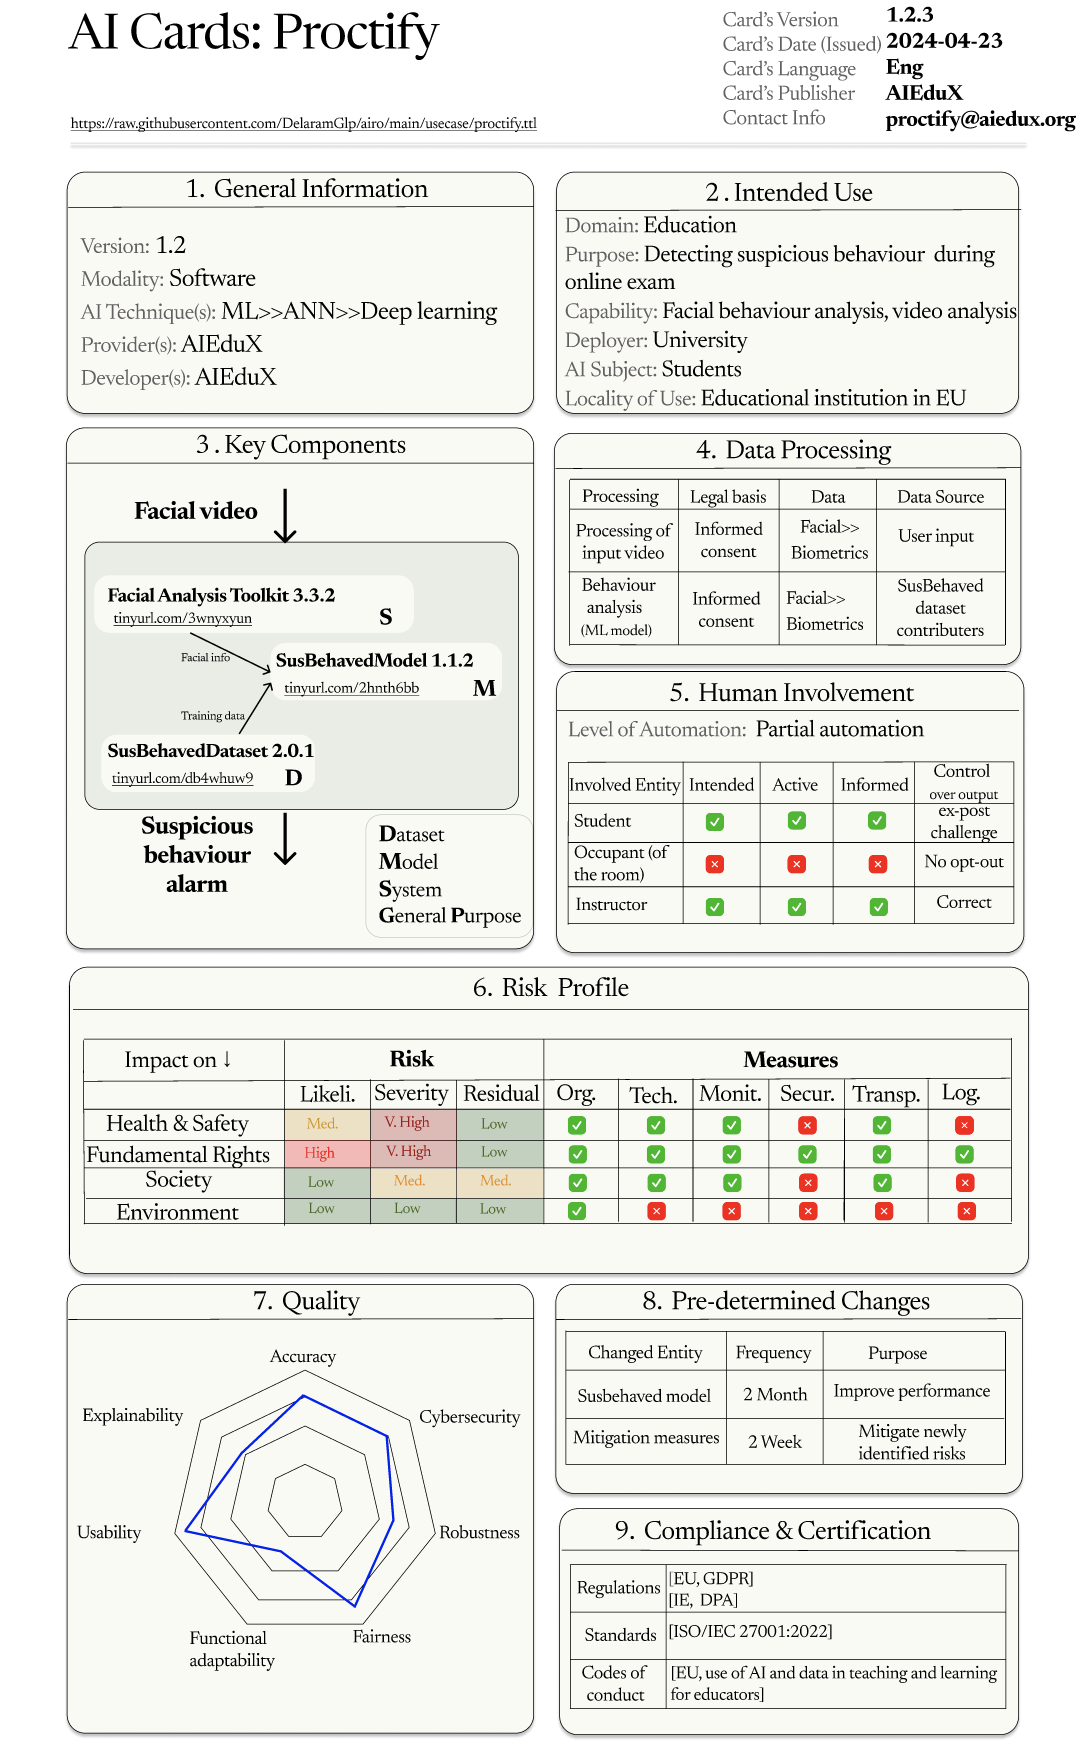 AI Cards: Proctify
Card's Version 1.2.3
Card's Date (Issued) 2024-04-23
Card's Language Eng
Card's Publisher AIEduX
Contact Info proctify@aiedux.org
https://raw.githubusercontent.com/DelaramGlp/airo/main/usecase/proctify.ttl
1. General Information
Version: 1.2
Modality: Software
AI Technique(s): ML>>ANN>>Deep learning
Provider(s): AIEduX
Developer(s): AIEduX
2. Intended Use
Domain: Education
Purpose: Detecting suspicious behaviour during
online exam
Capability: Facial behaviour analysis, video analysis
Deployer: University
AI Subject: Students
Locality of Use: Educational institution in EU
3. Key Components
Facial video
Facial Analysis Toolkit 3.3.2
tinyurl.com/3wnyxyun S
Facial info
SusBehavedModel 1.1.2
tinyurl.com/2hnth6bb M
Training data
SusBehavedDataset 2.0.1
tinyurl.com/db4whuw9 D
Suspicious
behaviour
alarm
Dataset
Model
System
General Purpose
4. Data Processing
Processing Legal basis Data Data Source
Processing of
input video
Informed
consent
Facial>>
Biometrics
User input
Behaviour
analysis
(ML model)
Informed
consent
Facial>>
Biometrics
SusBehaved
dataset
contributers
5. Human Involvement
Level of Automation: Partial automation
Involved Entity Intended Active Informed Control
over output
Student ex-post
challenge
Occupant (of
the room)
No opt-out
Instructor Correct
6. Risk Profile
Impact on ↓ Risk Measures
Likeli. Severity Residual Org. Tech. Monit. Secur. Transp. Log.
Health & Safety Med. V. High Low
Fundamental Rights High V. High Low
Society Low Med. Med.
Environment Low Low Low
7. Quality
Accuracy
Explainability
Cybersecurity
Usability
Robustness
Functional
adaptability
Fairness
8. Pre-determined Changes
Changed Entity Frequency Purpose
Susbehaved model 2 Month Improve performance
Mitigation measures 2 Week Mitigate newly
identified risks
9. Compliance & Certification
Regulations [EU, GDPR]
[IE, DPA]
Standards [ISO/IEC 27001:2022]
Codes of
conduct
[EU, use of AI and data in teaching and learning
for educators]